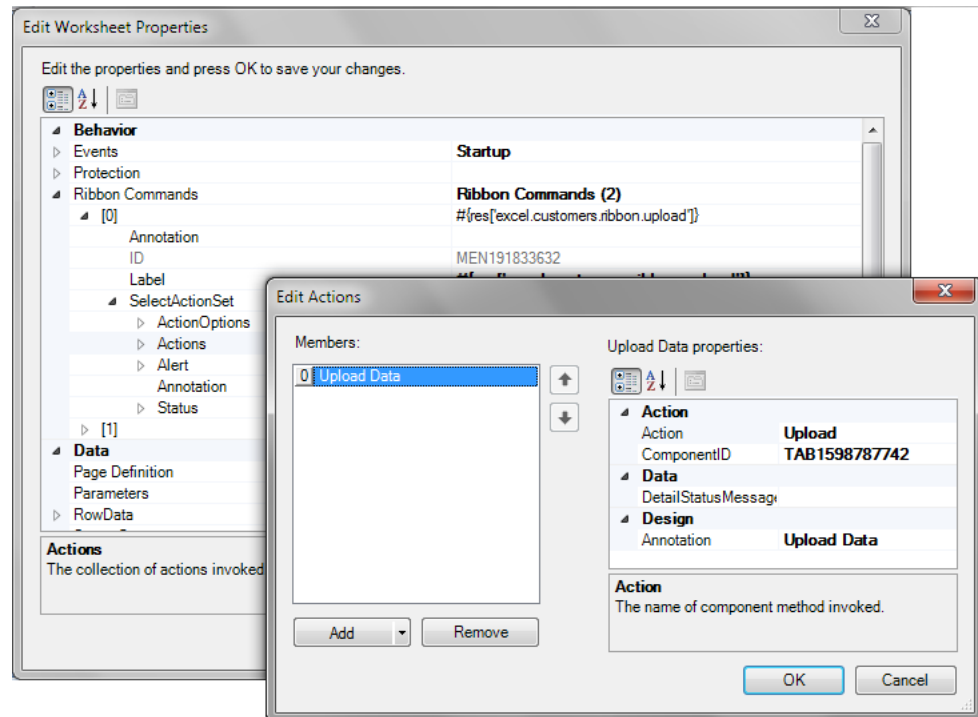 Edit Worksheet Properties
Edit the properties and press OK to save your changes.
Behavior
Events Startup
Protection
Ribbon Commands Ribbon Commands (2)
[0] #{res['excel.customers.ribbon.upload']}
Annotation
ID MEN191833632
Label
SelectActionSet
ActionOptions
Actions
Alert
Annotation
Status
[1]
Data
Page Definition
Parameters
RowData
Actions
The collection of actions invoked
Edit Actions
Members:
0 Upload Data
Add Remove
Upload Data properties:
Action
Action Upload
ComponentID TAB1598787742
Data
DetailStatusMessage
Design
Annotation Upload Data
Action
The name of component method invoked.
OK Cancel